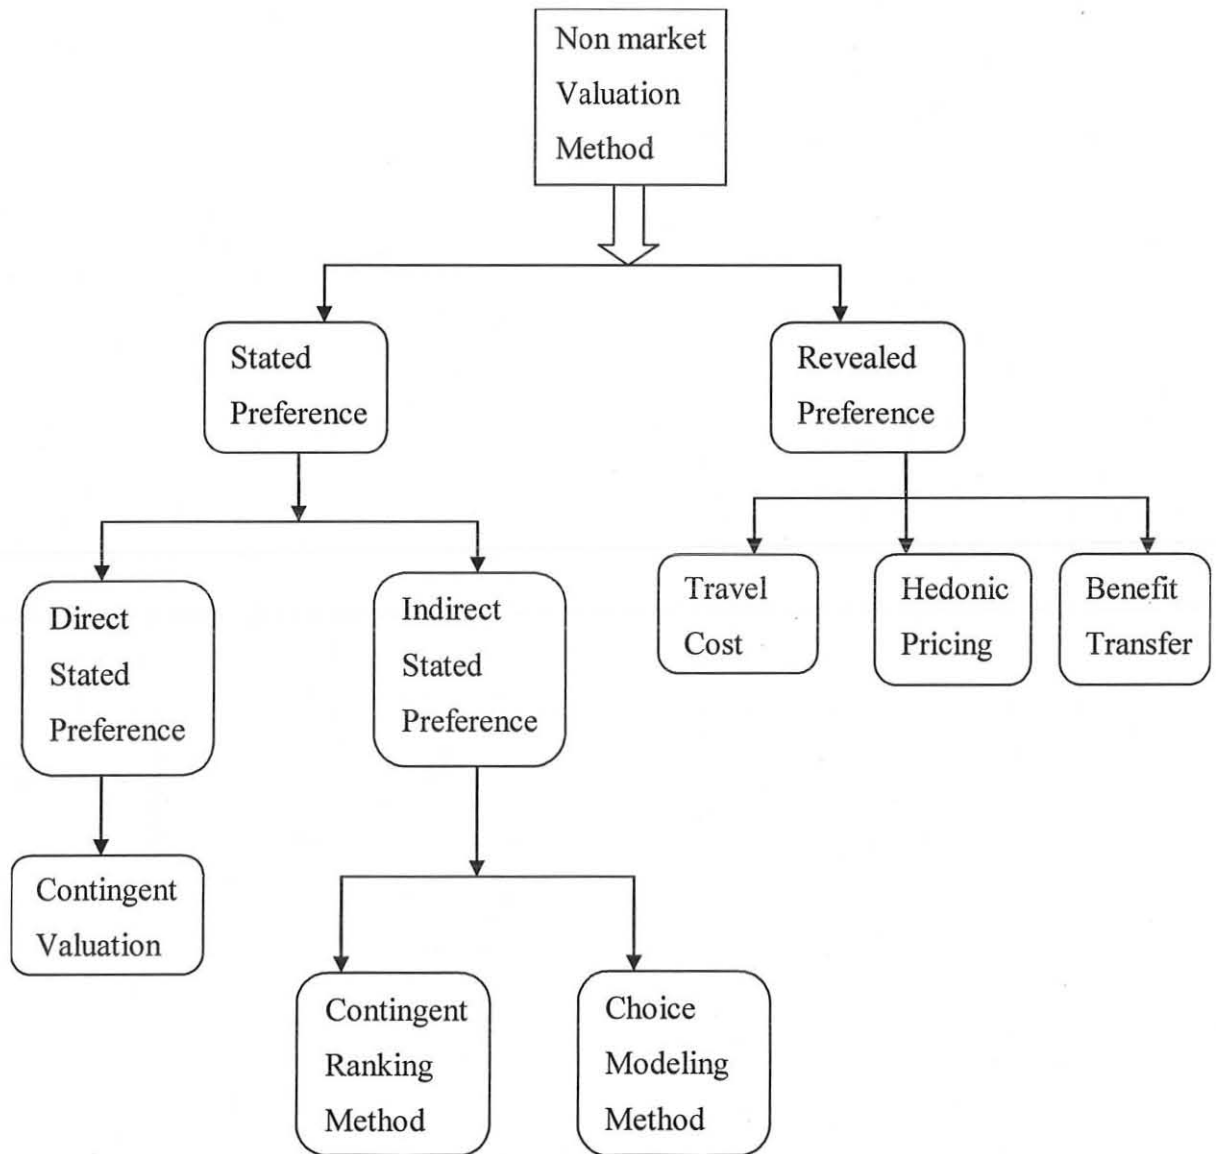 Non market
Valuation
Method
Stated
Preference
Revealed
Preference
Direct
Stated
Preference
Indirect
Stated
Preference
Travel
Cost
Hedonic
Pricing
Benefit
Transfer
Contingent
Valuation
Contingent
Ranking
Method
Choice
Modeling
Method